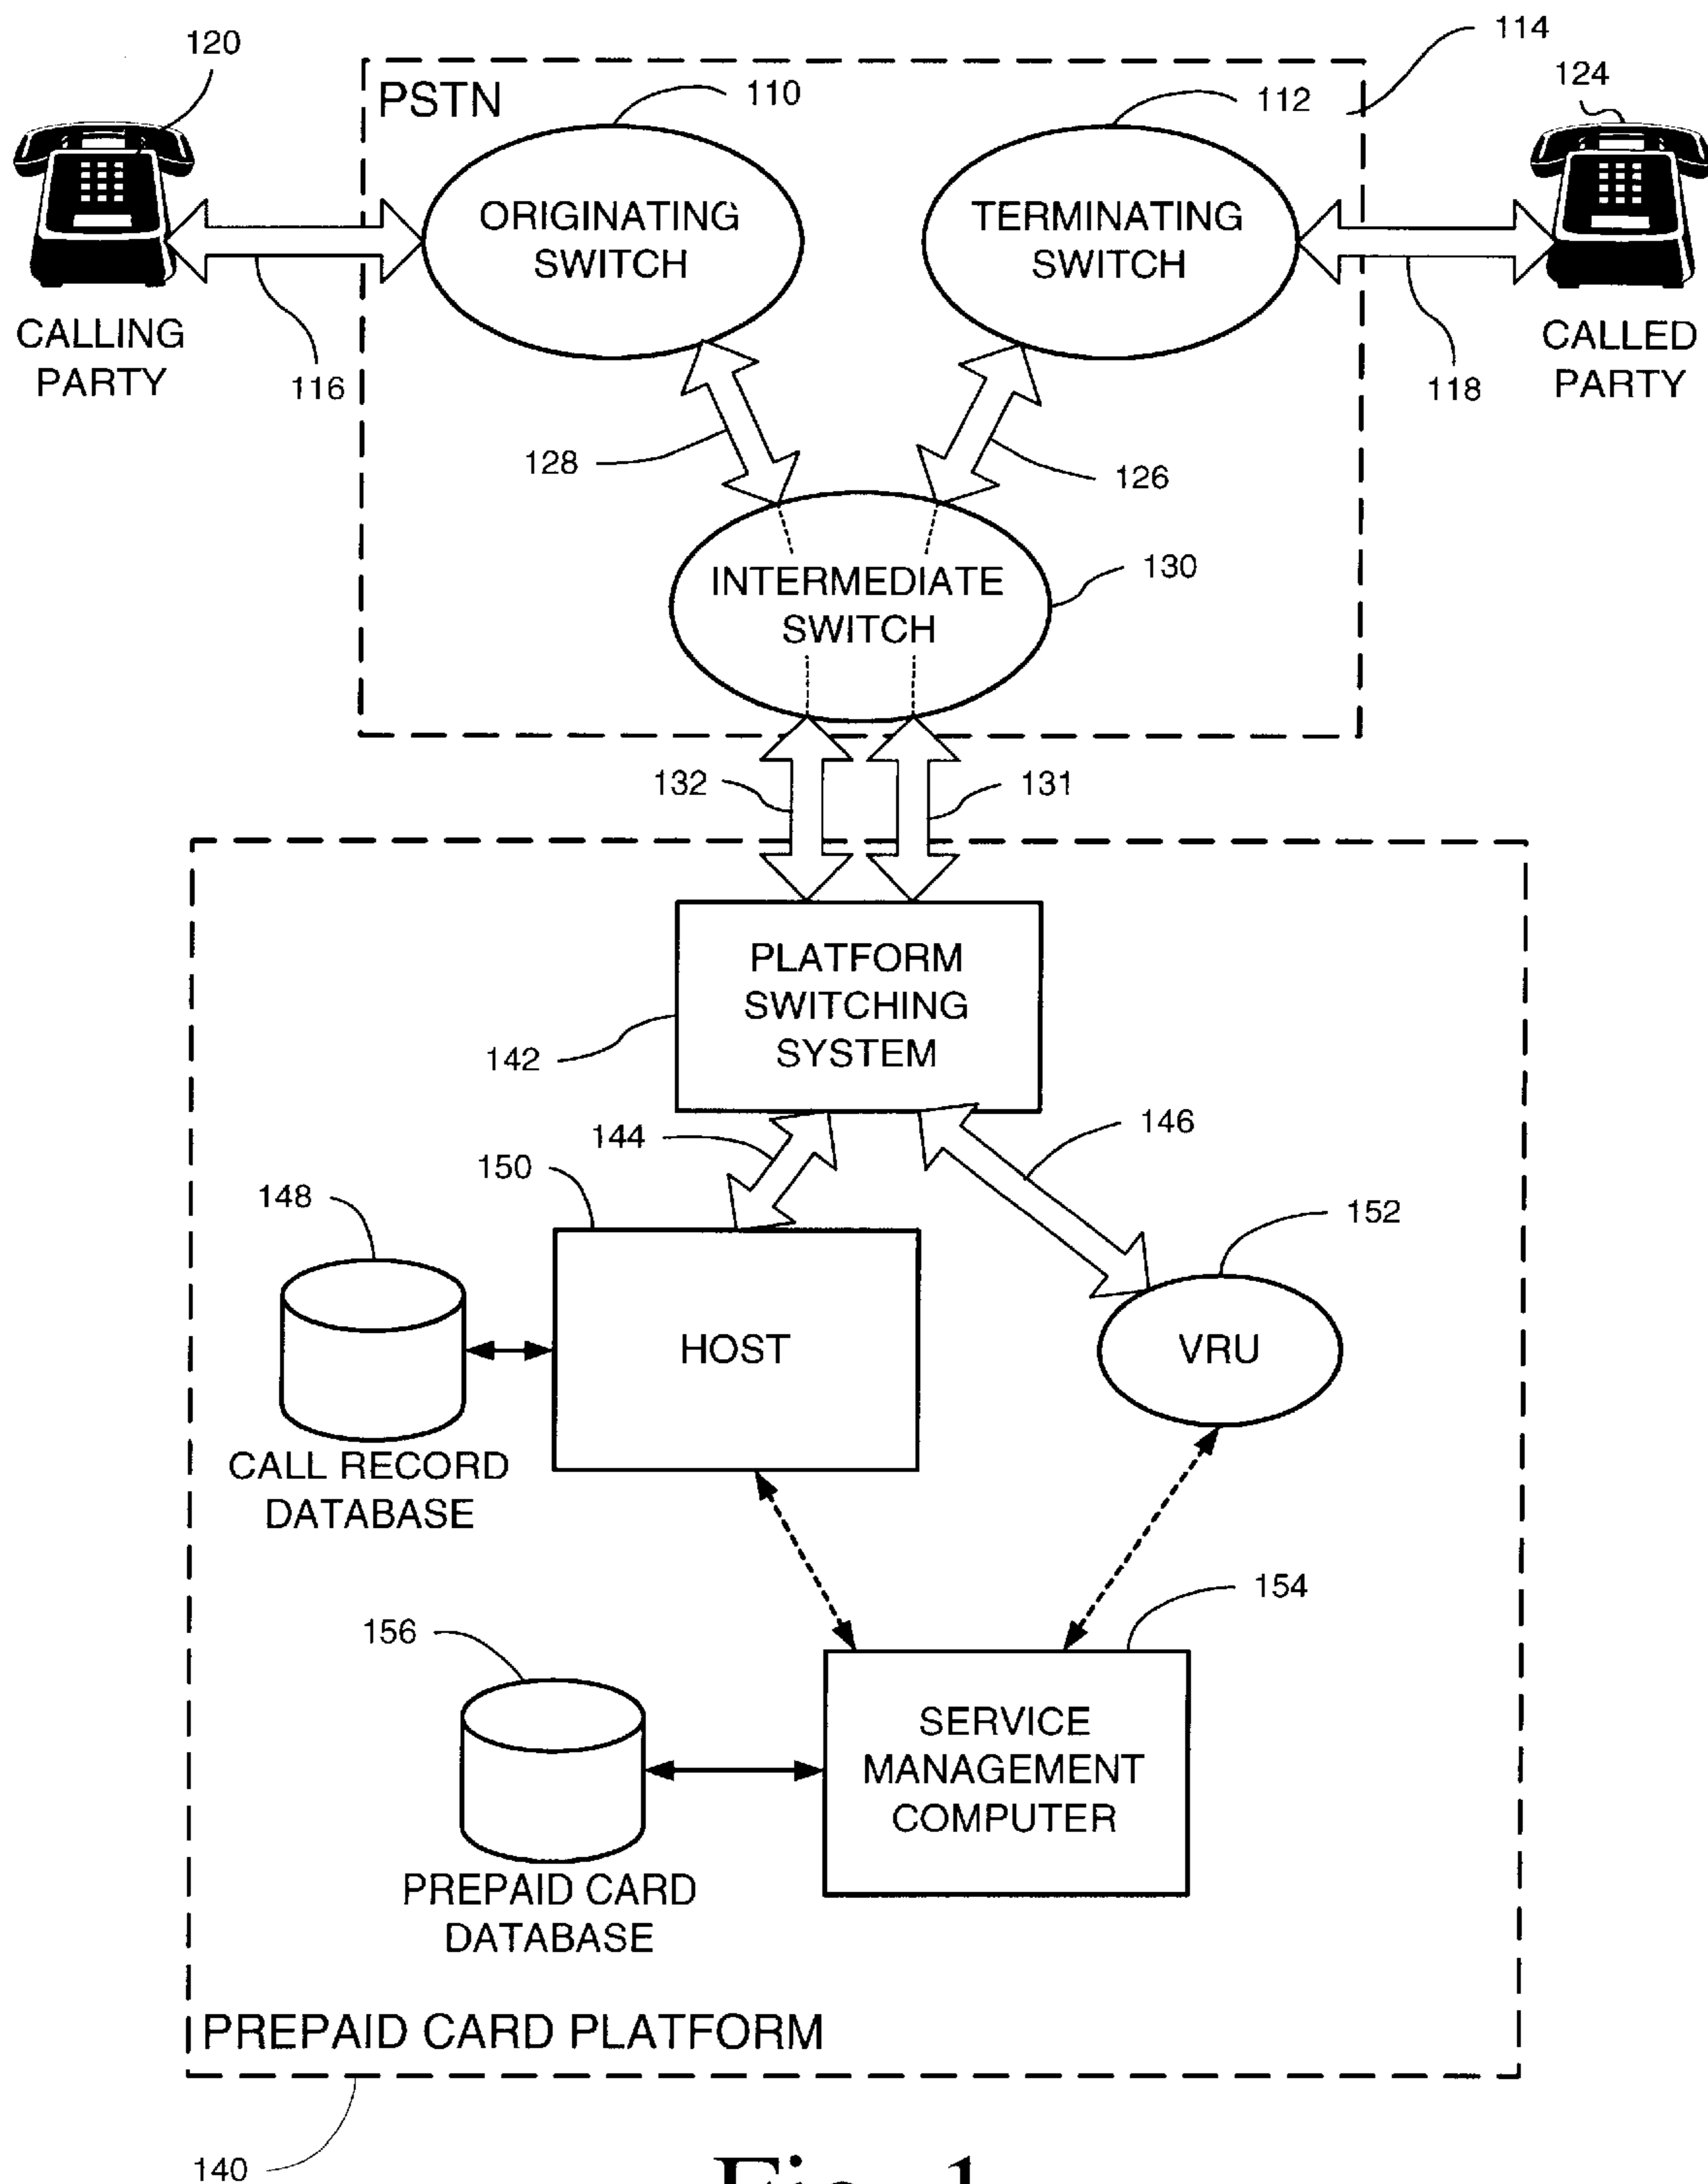 120
114
124
PSTN
110
112
ORIGINATING
SWITCH
TERMINATING
SWITCH
CALLING
PARTY
116
118
CALLED
PARTY
128
126
INTERMEDIATE
SWITCH
130
132
131
PLATFORM
SWITCHING
SYSTEM
142
144
146
150
148
152
HOST
VRU
CALL RECORD
DATABASE
154
156
SERVICE
MANAGEMENT
COMPUTER
PREPAID CARD
DATABASE
PREPAID CARD PLATFORM
140
Fig. 1